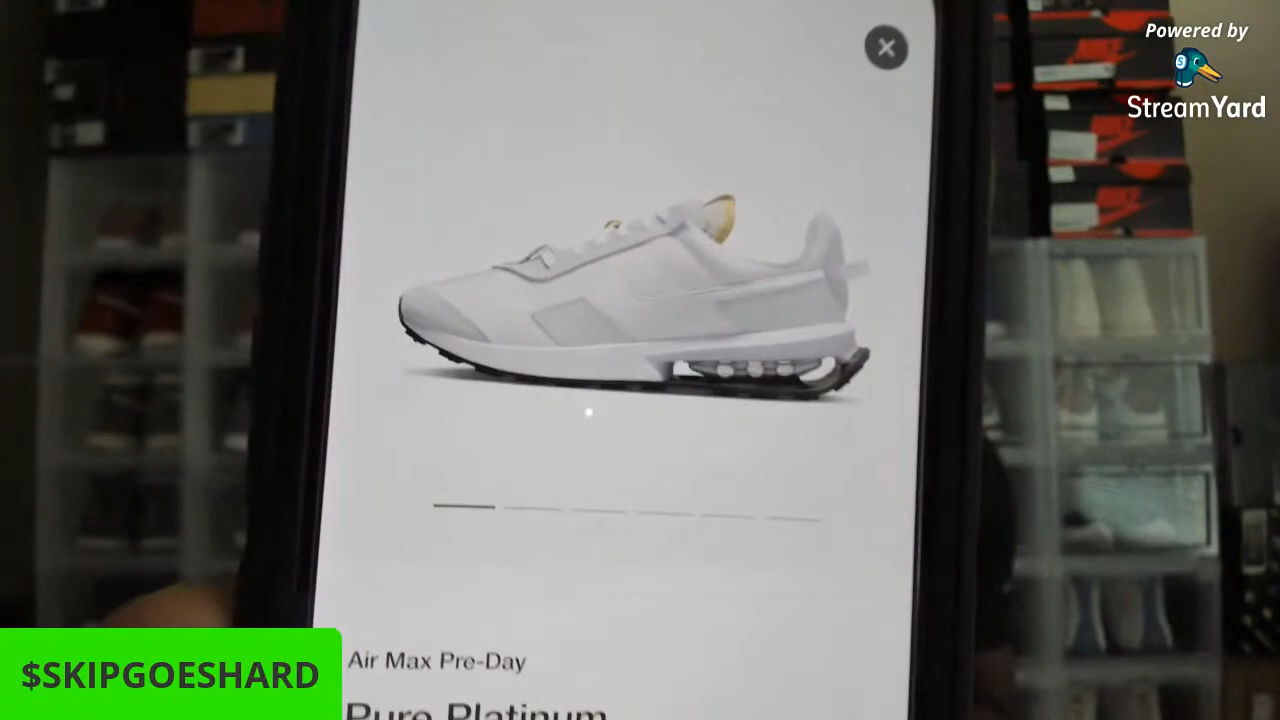 Powered by
StreamYard
Air Max Pre-Day
Pure Platinum
$SKIPGOESHARD